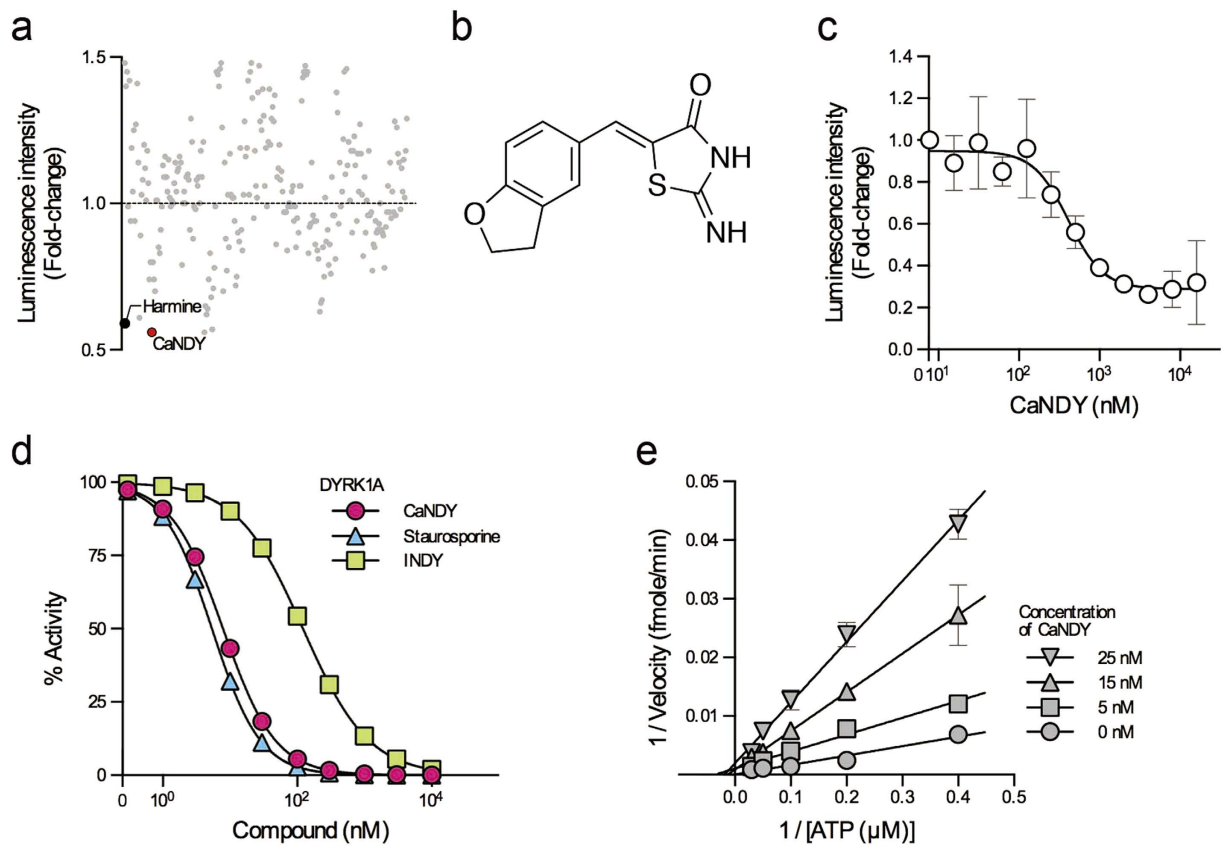 a
Luminescence intensity
(Fold-change)
1.5
1.0
0.5
Harmine
CaNDY
b
O
NH
S
NH
O
c
Luminescence intensity
(Fold-change)
1.4
1.2
1.0
0.8
0.6
0.4
0.2
0.0
0 10¹ 10² 10³ 10⁴
CaNDY (nM)
d
% Activity
100
75
50
25
0
DYRK1A
CaNDY
Staurosporine
INDY
0 10⁰ 10² 10⁴
Compound (nM)
e
1 / Velocity (fmole/min)
0.05
0.04
0.03
0.02
0.01
0.0 0.1 0.2 0.3 0.4 0.5
1 / [ATP (µM)]
Concentration
of CaNDY
25 nM
15 nM
5 nM
0 nM